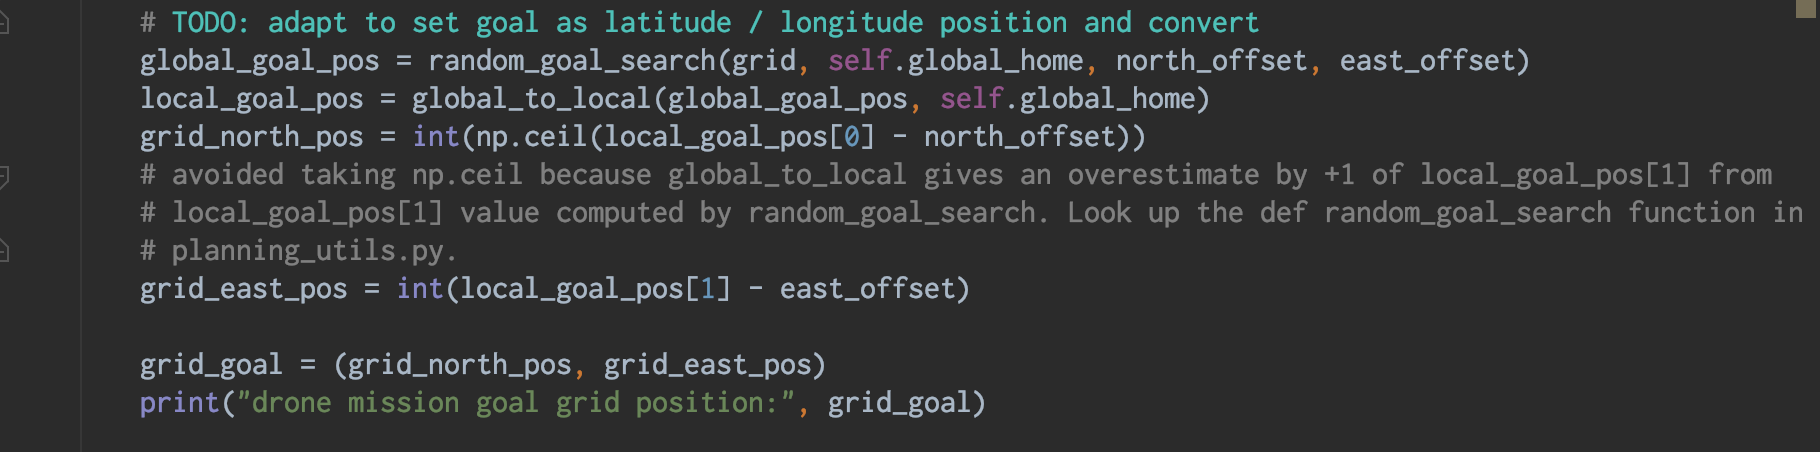 # TODO: adapt to set goal as latitude / longitude position and convert
global_goal_pos = random_goal_search(grid, self.global_home, north_offset, east_offset)
local_goal_pos = global_to_local(global_goal_pos, self.global_home)
grid_north_pos = int(np.ceil(local_goal_pos[0] - north_offset))
# avoided taking np.ceil because global_to_local gives an overestimate by +1 of local_goal_pos[1] from
# local_goal_pos[1] value computed by random_goal_search. Look up the def random_goal_search function in
# planning_utils.py.
grid_east_pos = int(local_goal_pos[1] - east_offset)
grid_goal = (grid_north_pos, grid_east_pos)
print("drone mission goal grid position:", grid_goal)